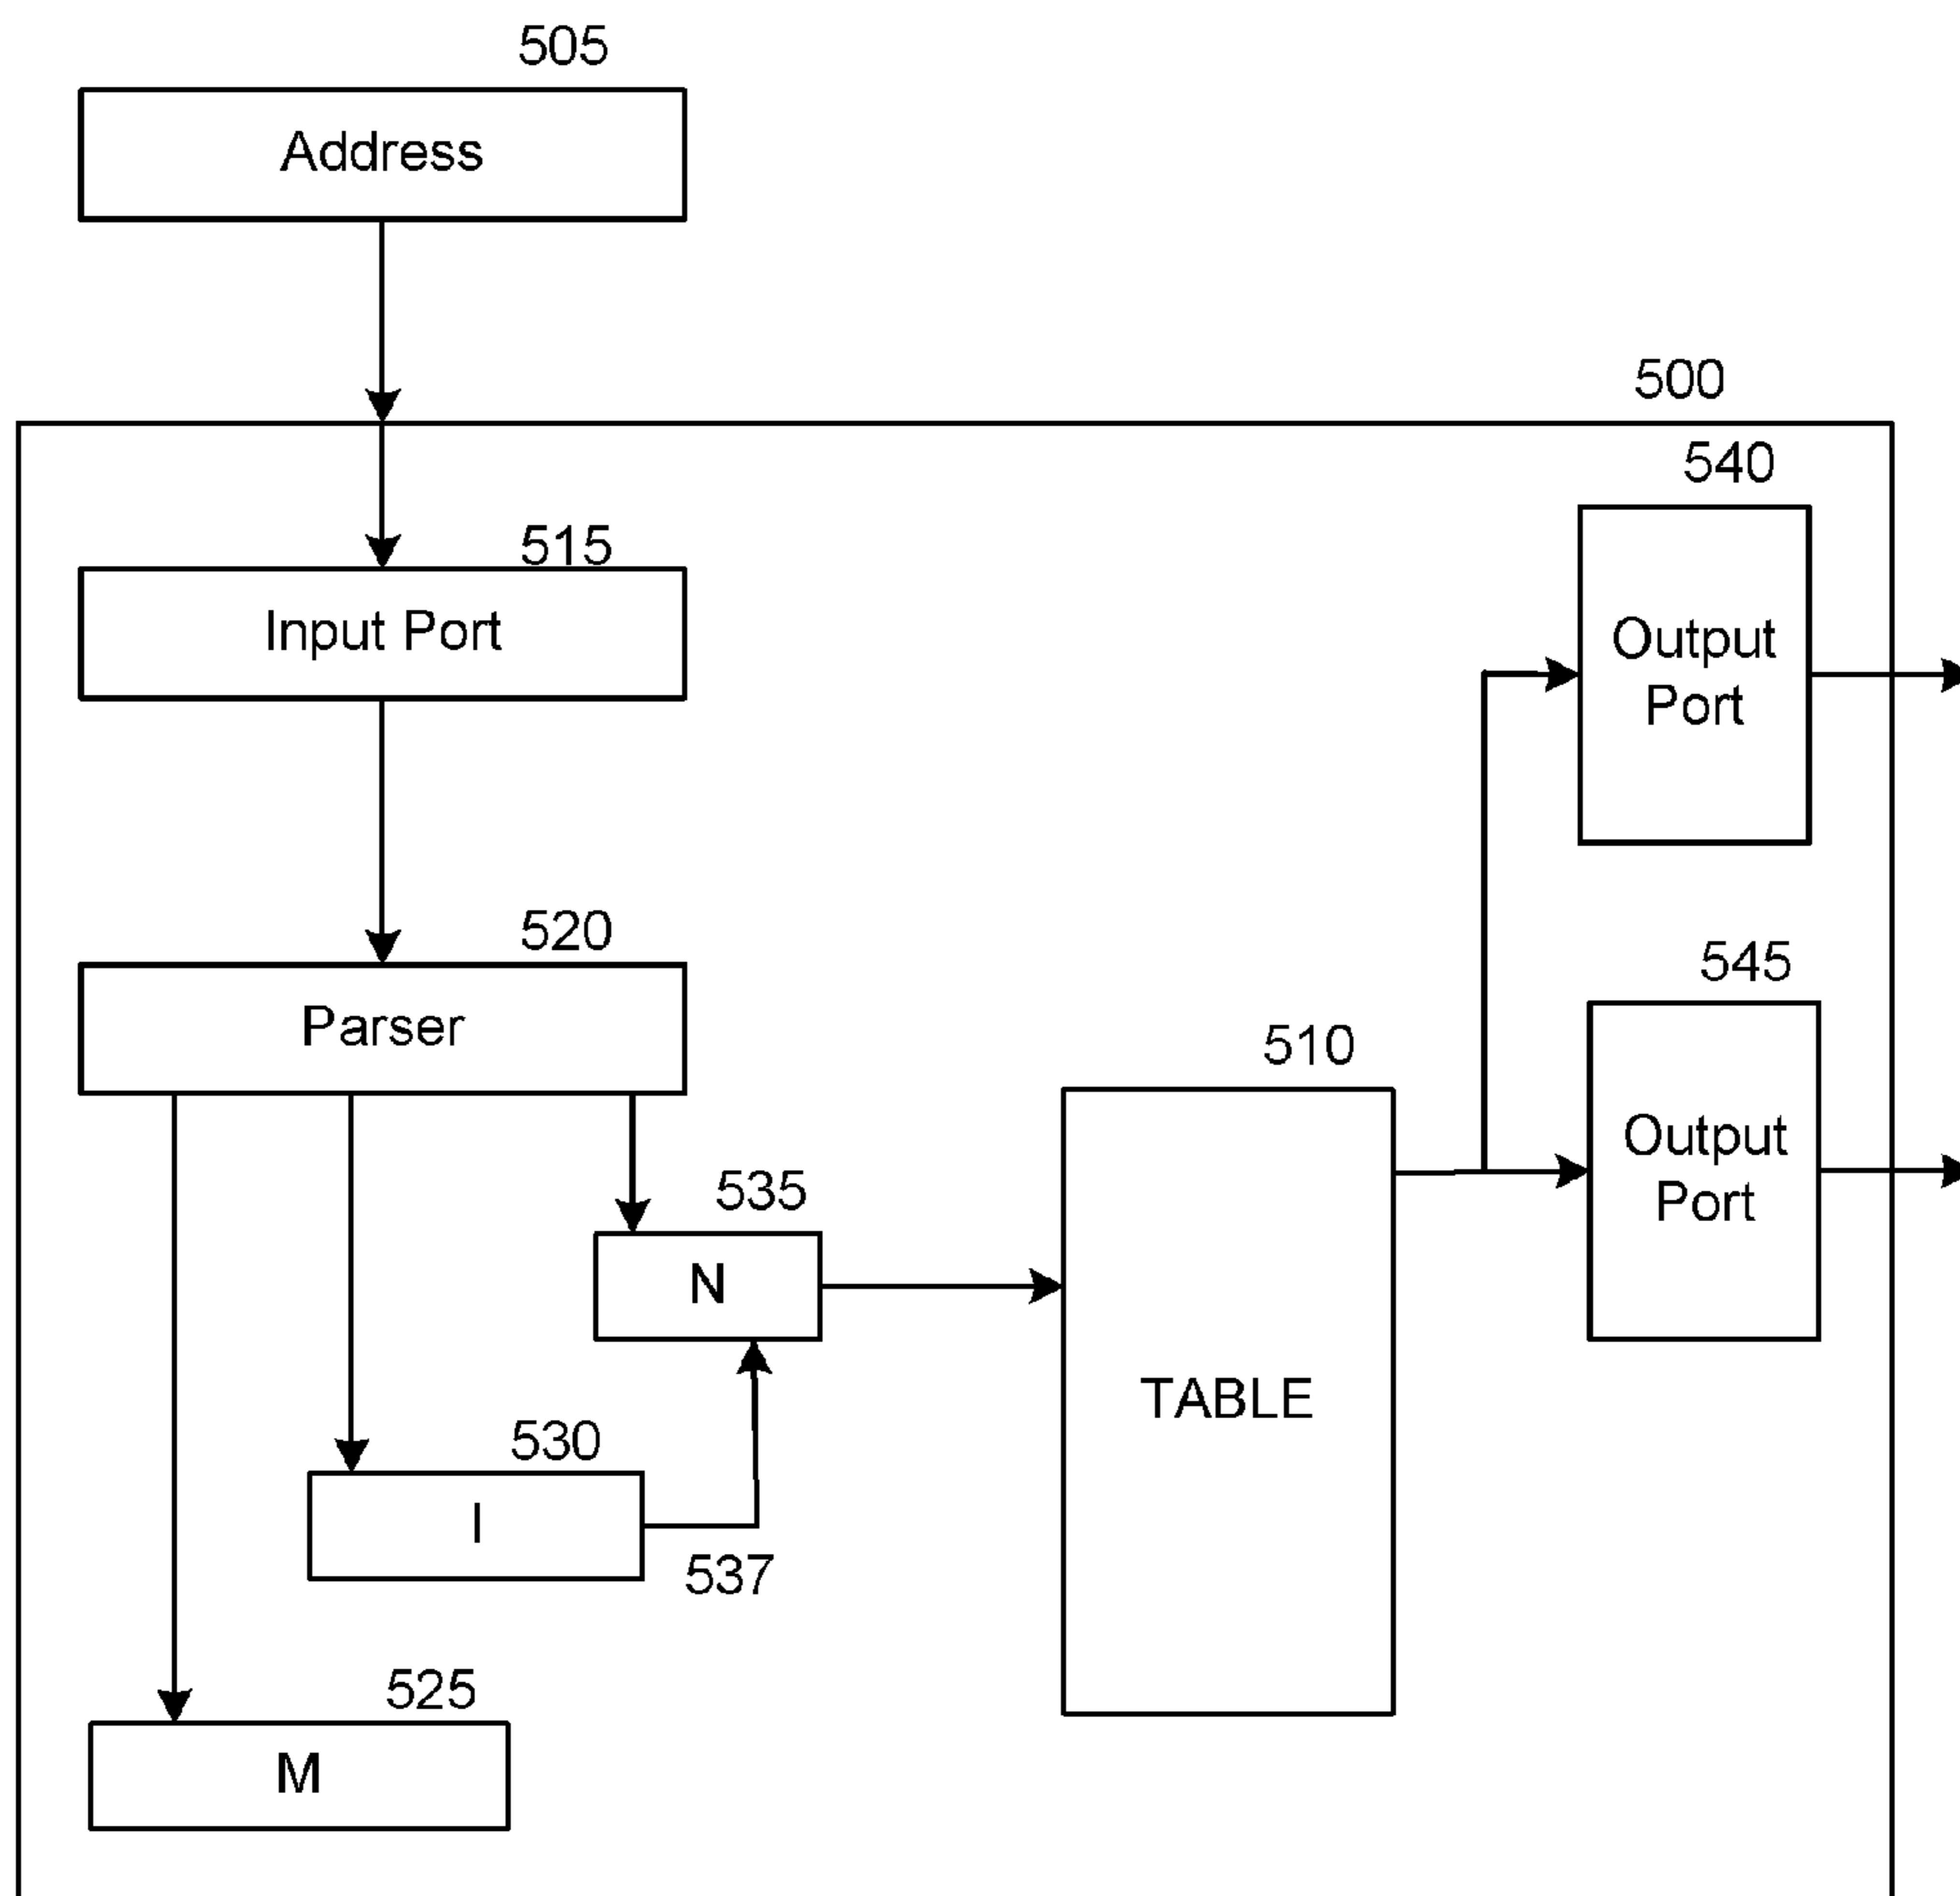 505
Address
500
540
515
Input Port
Output
Port
520
Parser
545
510
Output
Port
535
N
TABLE
530
I
537
525
M